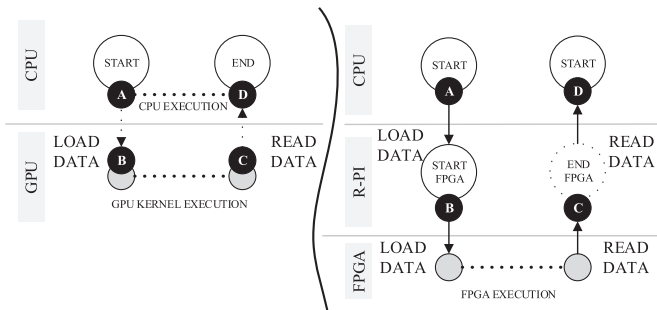 CPU
START
END
A
D
CPU EXECUTION
LOAD
DATA
READ
DATA
GPU
B
C
GPU KERNEL EXECUTION
CPU
START
START
A
D
LOAD
DATA
READ
DATA
R-PI
START
FPGA
END
FPGA
B
C
LOAD
DATA
READ
DATA
FPGA
FPGA EXECUTION